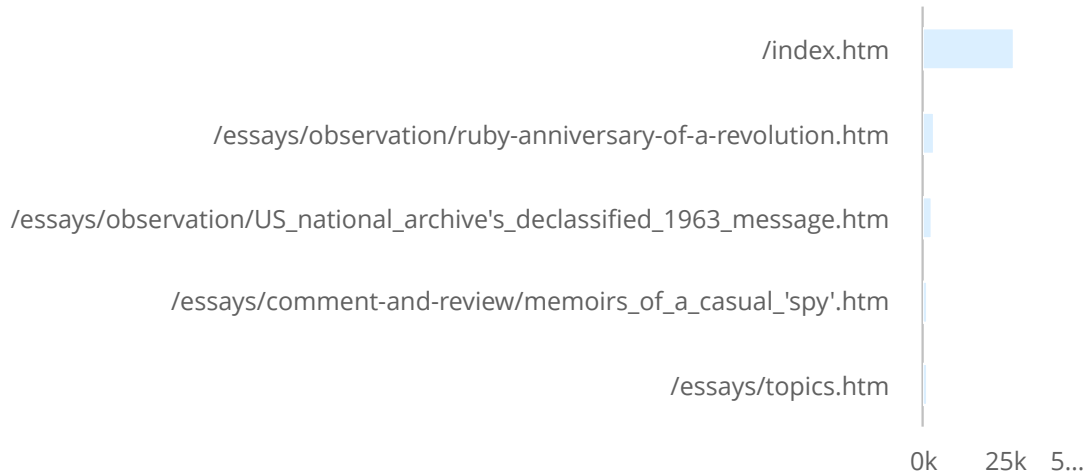 /index.htm
/essays/observation/ruby-anniversary-of-a-revolution.htm
/essays/observation/US_national_archive's_declassified_1963_message.htm
/essays/comment-and-review/memoirs_of_a_casual_'spy'.htm
/essays/topics.htm
0k 25k 5...